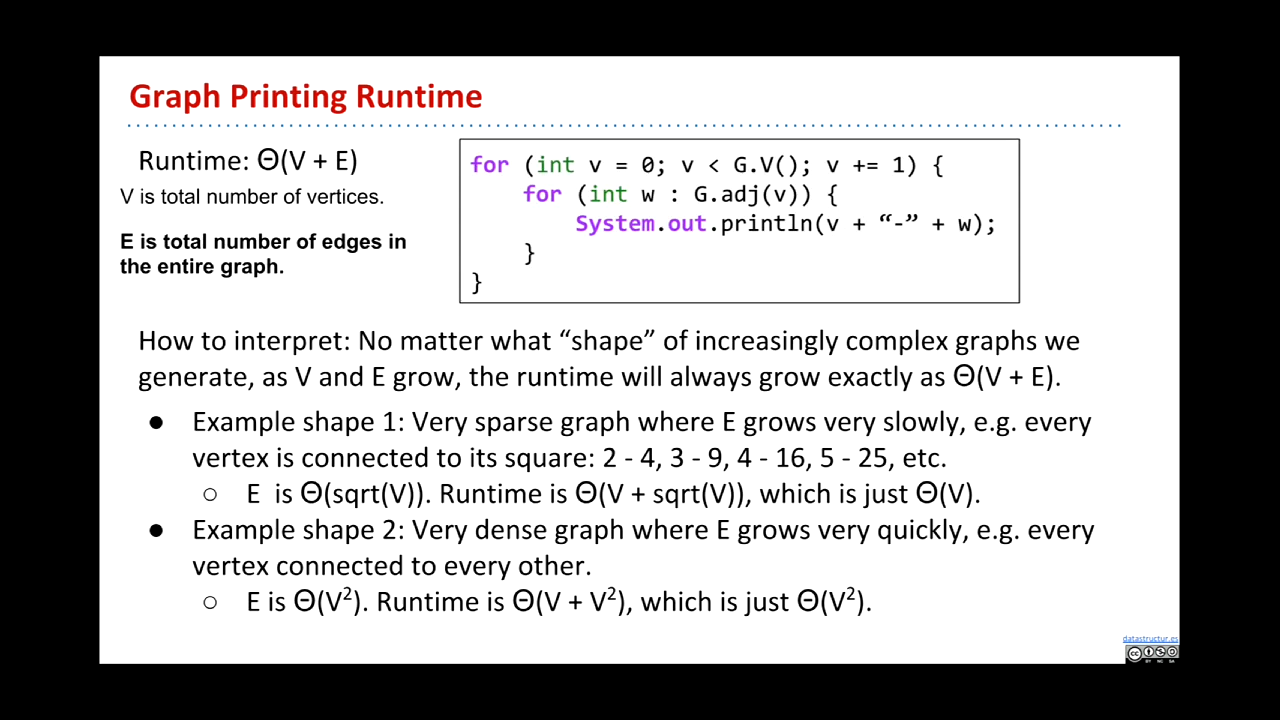 Graph Printing Runtime
Runtime: Θ(V + E)
V is total number of vertices.
E is total number of edges in
the entire graph.
for (int v = 0; v < G.V(); v += 1) {
    for (int w : G.adj(v)) {
        System.out.println(v + “-” + w);
    }
}
How to interpret: No matter what “shape” of increasingly complex graphs we
generate, as V and E grow, the runtime will always grow exactly as Θ(V + E).
● Example shape 1: Very sparse graph where E grows very slowly, e.g. every
vertex is connected to its square: 2 - 4, 3 - 9, 4 - 16, 5 - 25, etc.
○ E is Θ(sqrt(V)). Runtime is Θ(V + sqrt(V)), which is just Θ(V).
● Example shape 2: Very dense graph where E grows very quickly, e.g. every
vertex connected to every other.
○ E is Θ(V²). Runtime is Θ(V + V²), which is just Θ(V²).
datastructur.es
cc
BY NC SA